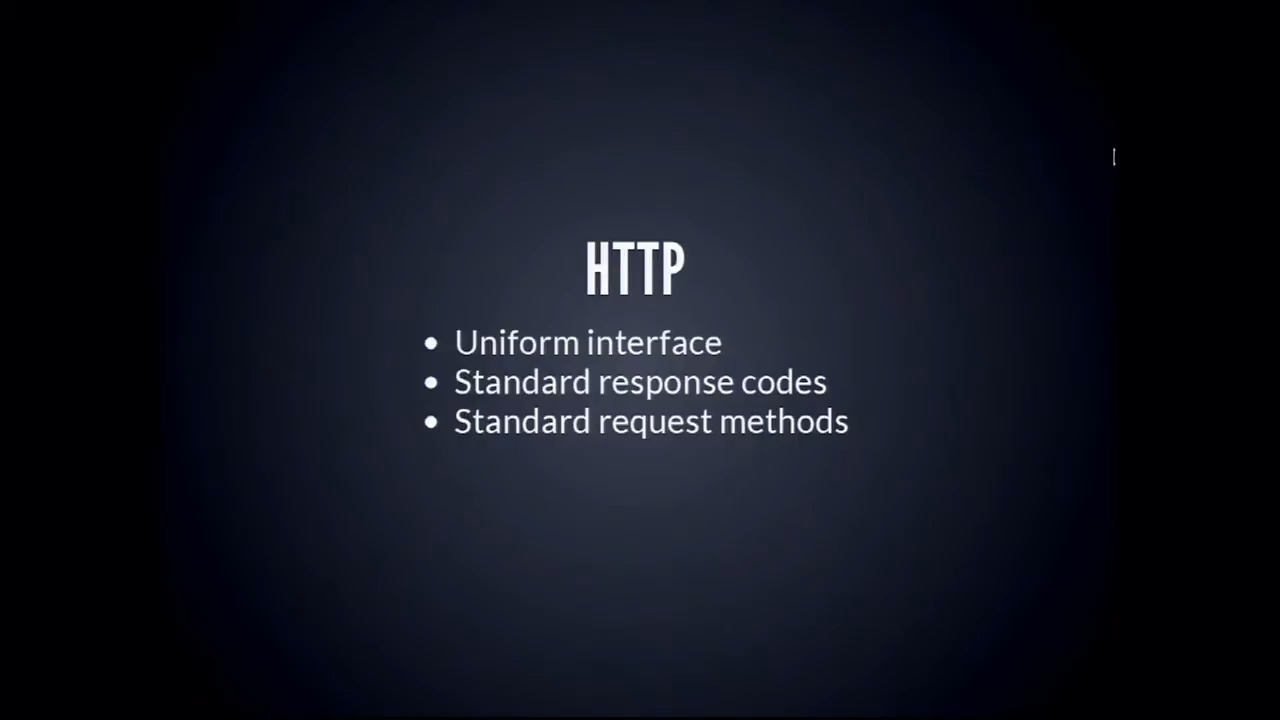 HTTP
• Uniform interface
• Standard response codes
• Standard request methods